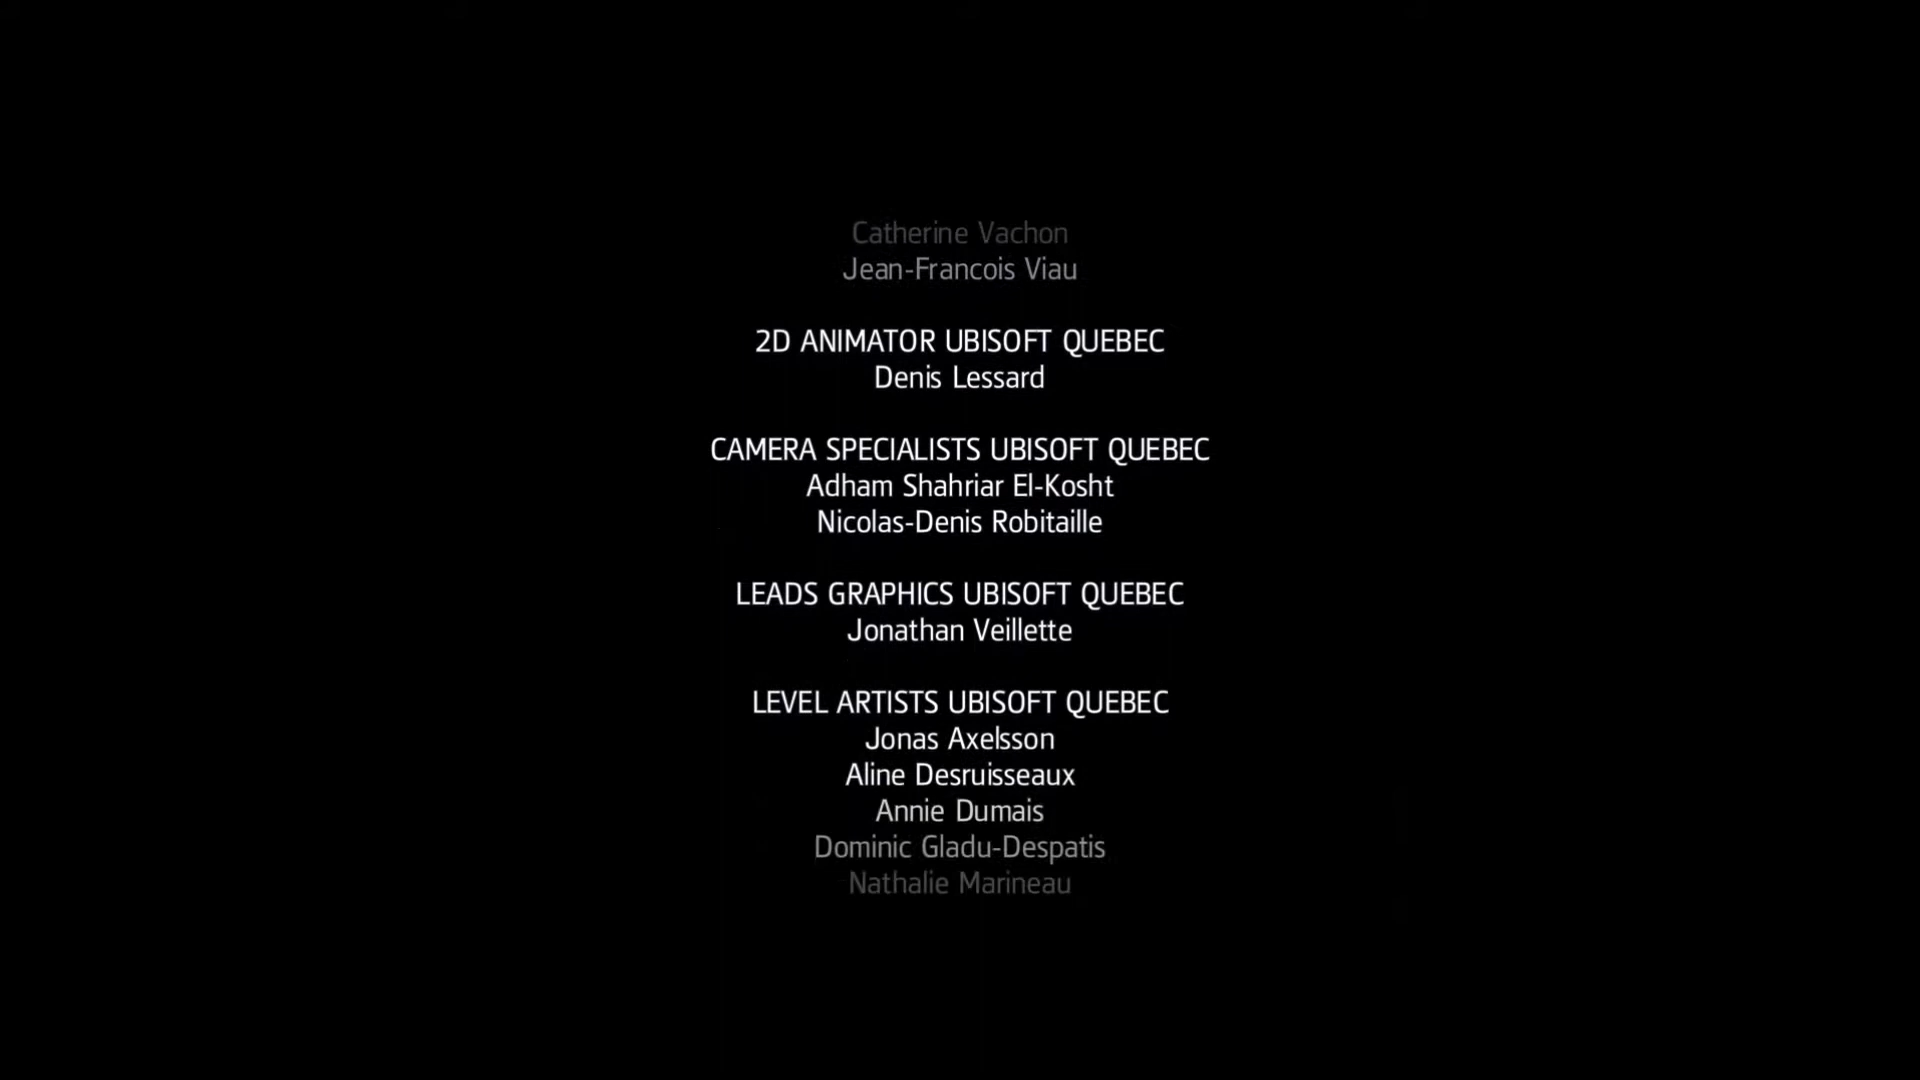 Catherine Vachon
Jean-Francois Viau
2D ANIMATOR UBISOFT QUEBEC
Denis Lessard
CAMERA SPECIALISTS UBISOFT QUEBEC
Adham Shahriar El-Kosht
Nicolas-Denis Robitaille
LEADS GRAPHICS UBISOFT QUEBEC
Jonathan Veillette
LEVEL ARTISTS UBISOFT QUEBEC
Jonas Axelsson
Aline Desruisseaux
Annie Dumais
Dominic Gladu-Despatis
Nathalie Marineau